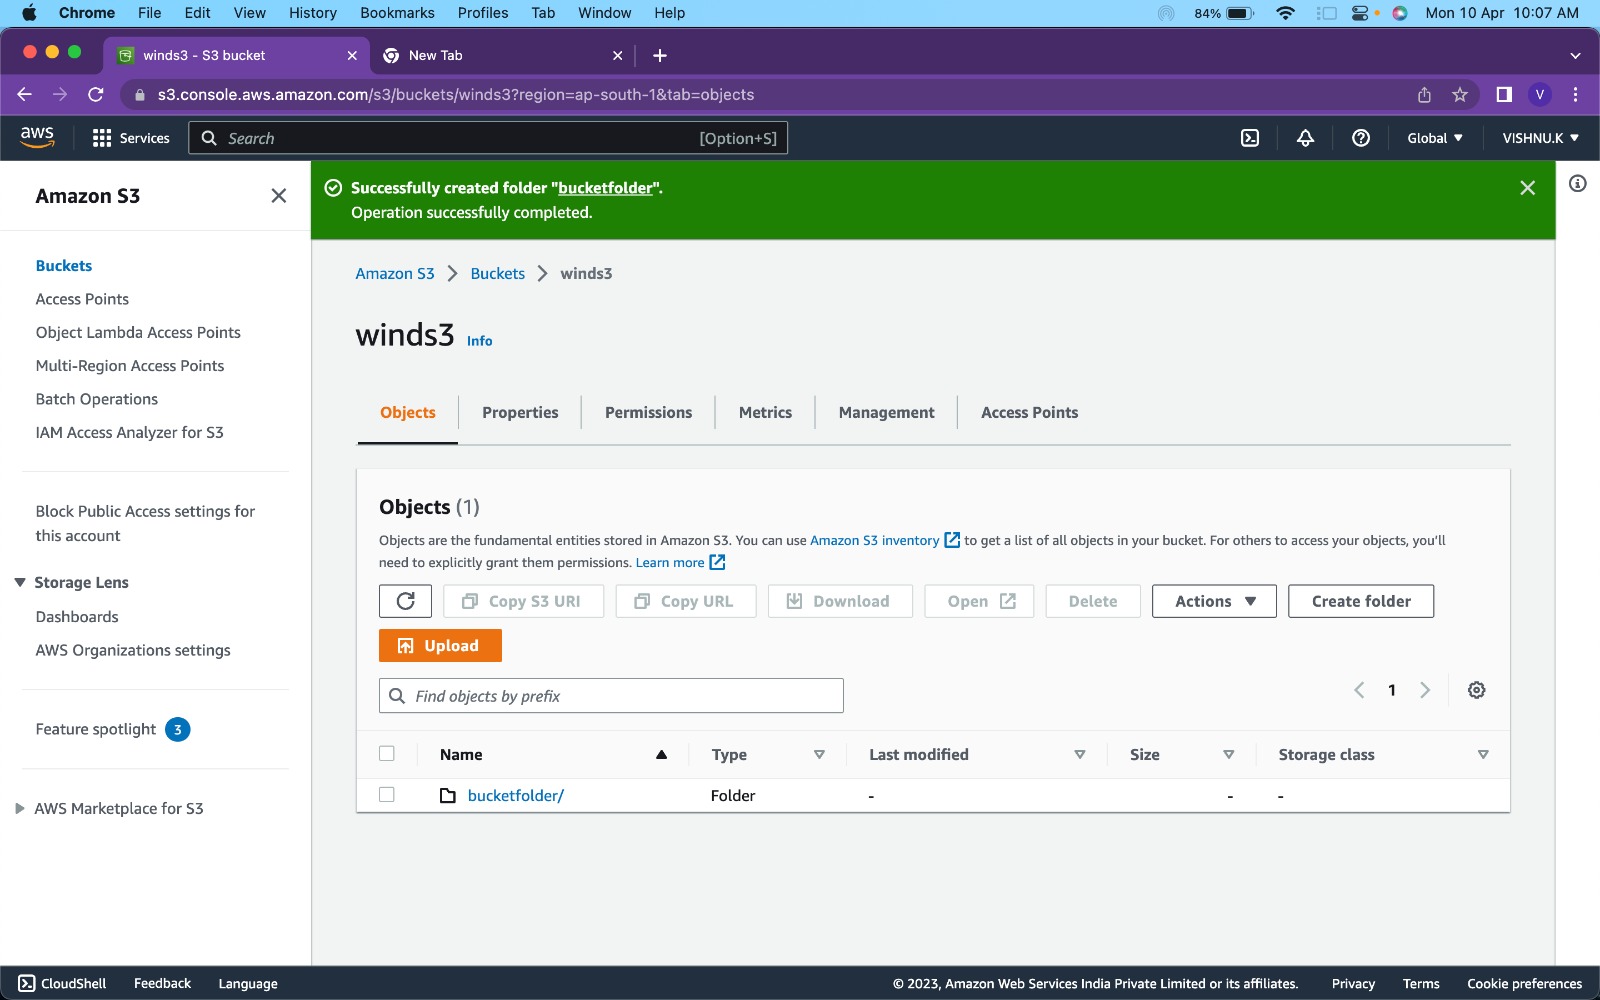 Chrome File Edit View History Bookmarks Profiles Tab Window Help 84% Mon 10 Apr 10:07 AM
winds3 - S3 bucket New Tab
s3.console.aws.amazon.com/s3/buckets/winds3?region=ap-south-1&tab=objects V
aws Services Search [Option+S] Global VISHNU.K
Amazon S3
Buckets
Access Points
Object Lambda Access Points
Multi-Region Access Points
Batch Operations
IAM Access Analyzer for S3
Block Public Access settings for
this account
Storage Lens
Dashboards
AWS Organizations settings
Feature spotlight 3
AWS Marketplace for S3
Successfully created folder "bucketfolder".
Operation successfully completed.
Amazon S3 Buckets winds3
winds3 Info
Objects Properties Permissions Metrics Management Access Points
Objects (1)
Objects are the fundamental entities stored in Amazon S3. You can use Amazon S3 inventory to get a list of all objects in your bucket. For others to access your objects, you'll
need to explicitly grant them permissions. Learn more
Copy S3 URI Copy URL Download Open Delete Actions Create folder
Upload
Find objects by prefix 1
Name Type Last modified Size Storage class
bucketfolder/ Folder - - -
CloudShell Feedback Language © 2023, Amazon Web Services India Private Limited or its affiliates. Privacy Terms Cookie preferences